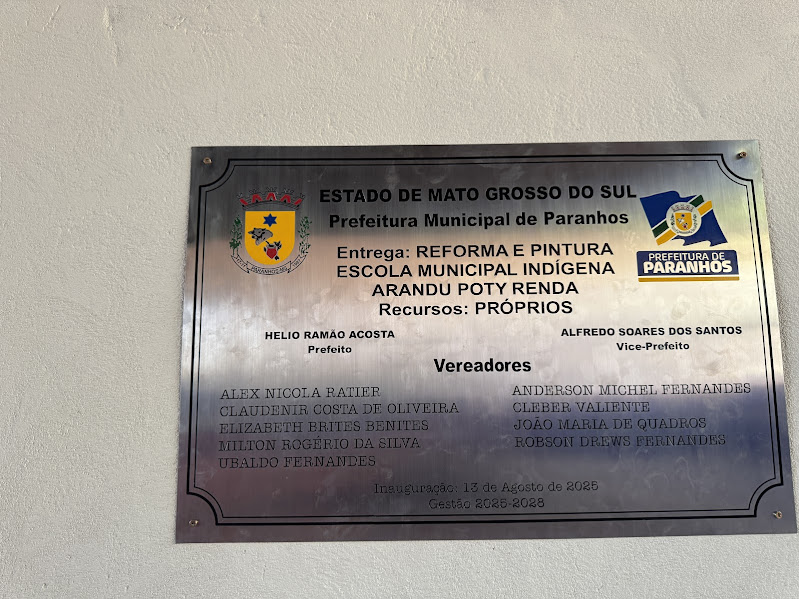 ESTADO DE MATO GROSSO DO SUL
Prefeitura Municipal de Paranhos
PARANHOS-MS
PREFEITURA DE
PARANHOS
Entrega: REFORMA E PINTURA
ESCOLA MUNICIPAL INDÍGENA
ARANDU POTY RENDA
Recursos: PRÓPRIOS
HELIO RAMÃO ACOSTA
Prefeito
ALFREDO SOARES DOS SANTOS
Vice-Prefeito
Vereadores
ALEX NICOLA RATIER
CLAUDENIR COSTA DE OLIVEIRA
ELIZABETH BRITES BENITES
MILTON ROGÉRIO DA SILVA
UBALDO FERNANDES
ANDERSON MICHEL FERNANDES
CLEBER VALIENTE
JOÃO MARIA DE QUADROS
ROBSON DREWS FERNANDES
Inauguração: 13 de Agosto de 2025
Gestão 2025-2028